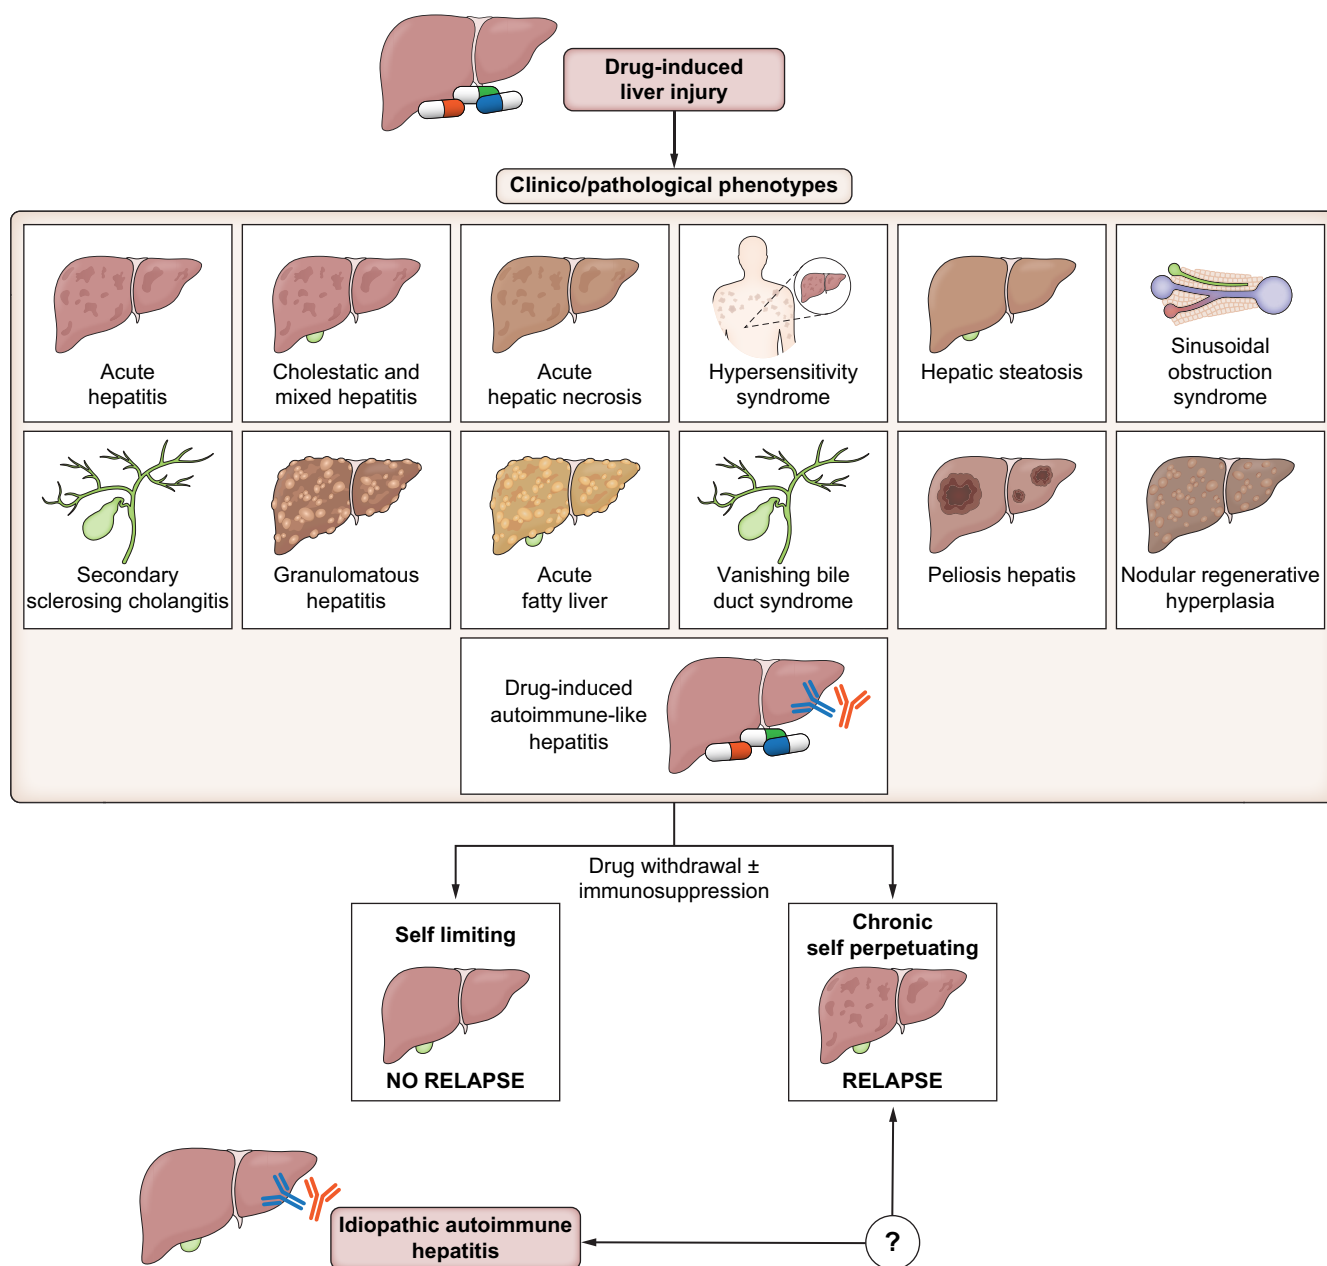 Drug-induced
liver injury
Clinico/pathological phenotypes
Acute
hepatitis
Cholestatic and
mixed hepatitis
Acute
hepatic necrosis
Hypersensitivity
syndrome
Hepatic steatosis
Sinusoidal
obstruction
syndrome
Secondary
sclerosing cholangitis
Granulomatous
hepatitis
Acute
fatty liver
Vanishing bile
duct syndrome
Peliosis hepatis
Nodular regenerative
hyperplasia
Drug-induced
autoimmune-like
hepatitis
Drug withdrawal ±
immunosuppression
Self limiting
NO RELAPSE
Chronic
self perpetuating
RELAPSE
Idiopathic autoimmune
hepatitis
?